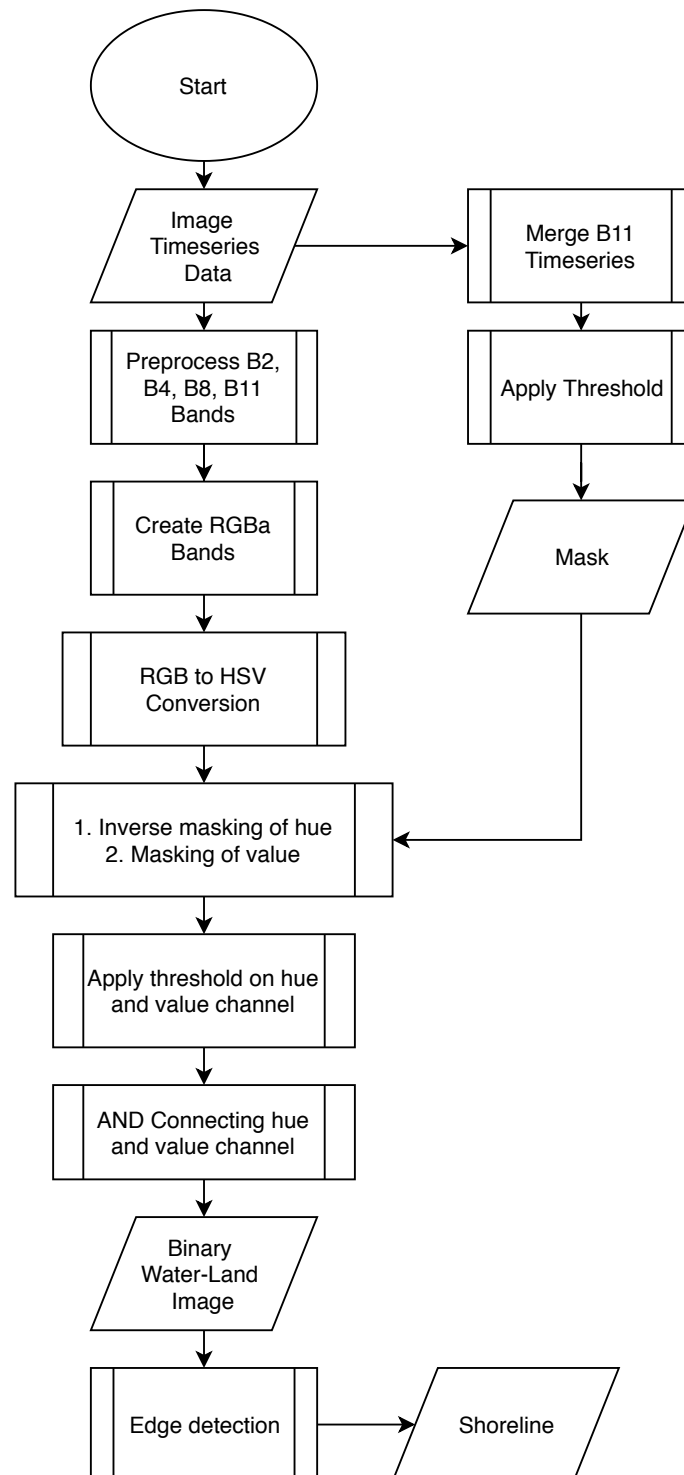 Start
Image
Timeseries
Data
Merge B11
Timeseries
Preprocess B2,
B4, B8, B11
Bands
Apply Threshold
Create RGBa
Bands
Mask
RGB to HSV
Conversion
1. Inverse masking of hue
2. Masking of value
Apply threshold on hue
and value channel
AND Connecting hue
and value channel
Binary
Water-Land
Image
Edge detection
Shoreline